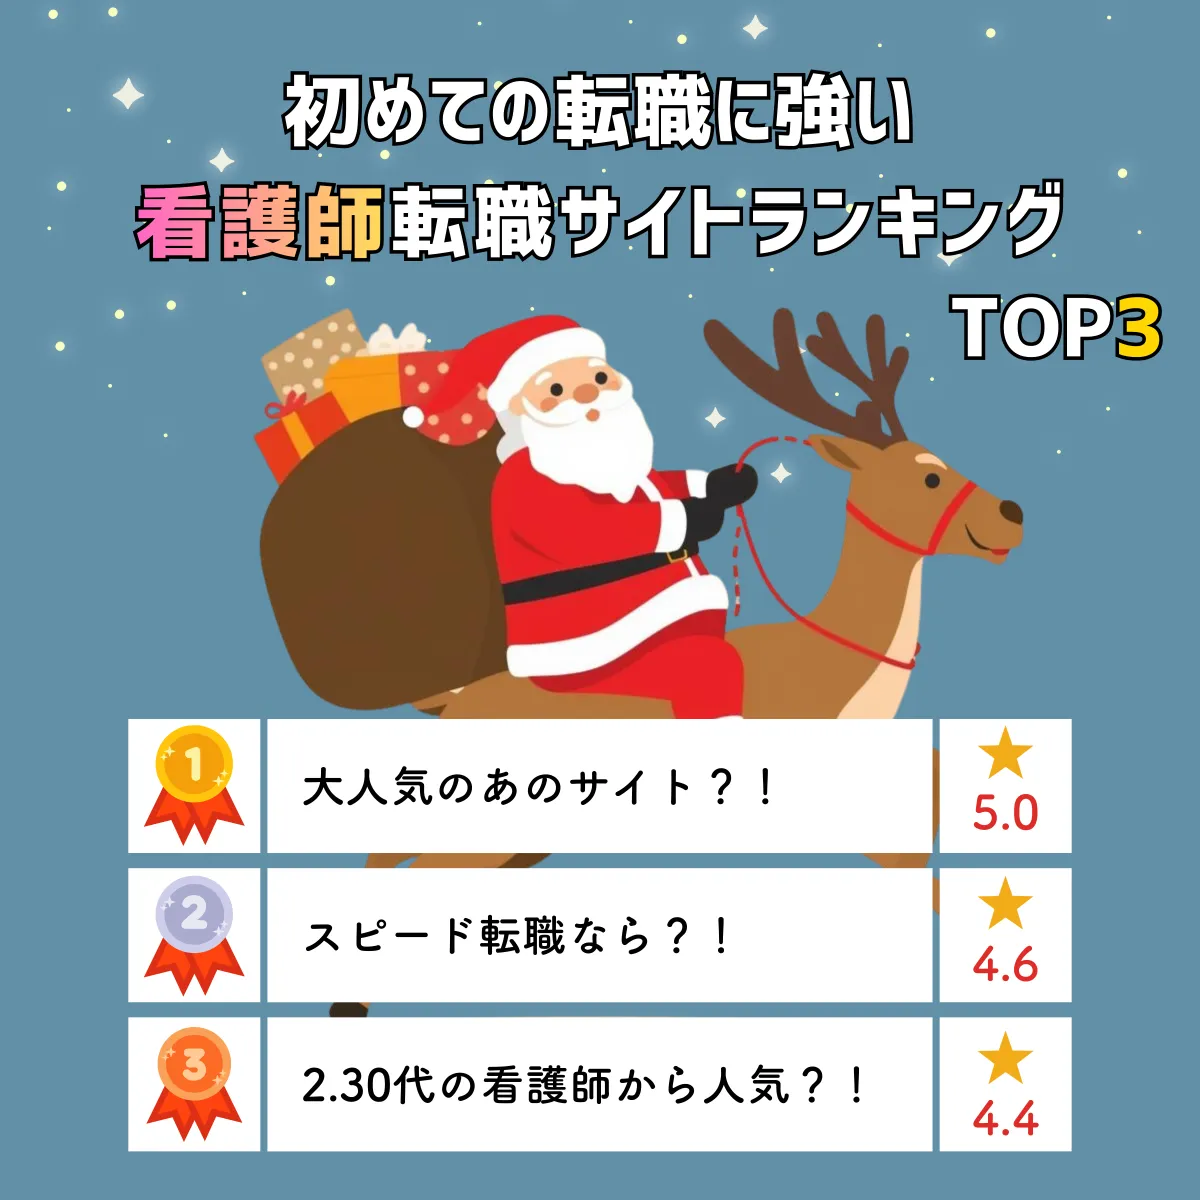 初めての転職に強い
看護師転職サイトランキング
TOP3
1
大人気のあのサイト？！
5.0
2
スピード転職なら？！
4.6
3
2.30代の看護師から人気？！
4.4